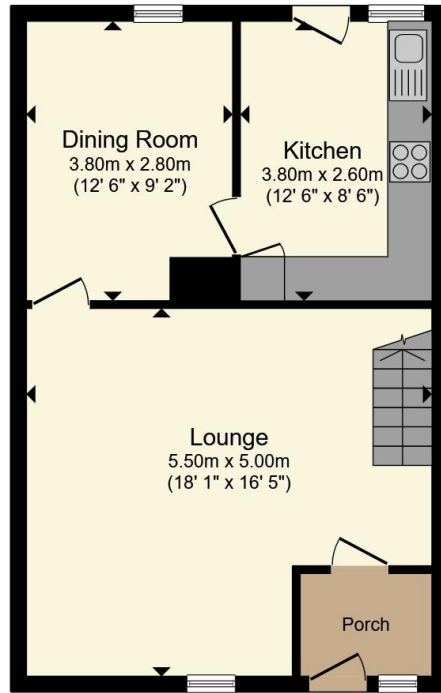 Dining Room
3.80m x 2.80m
(12' 6" x 9' 2")
Kitchen
3.80m x 2.60m
(12' 6" x 8' 6")
Lounge
5.50m x 5.00m
(18' 1" x 16' 5")
Porch